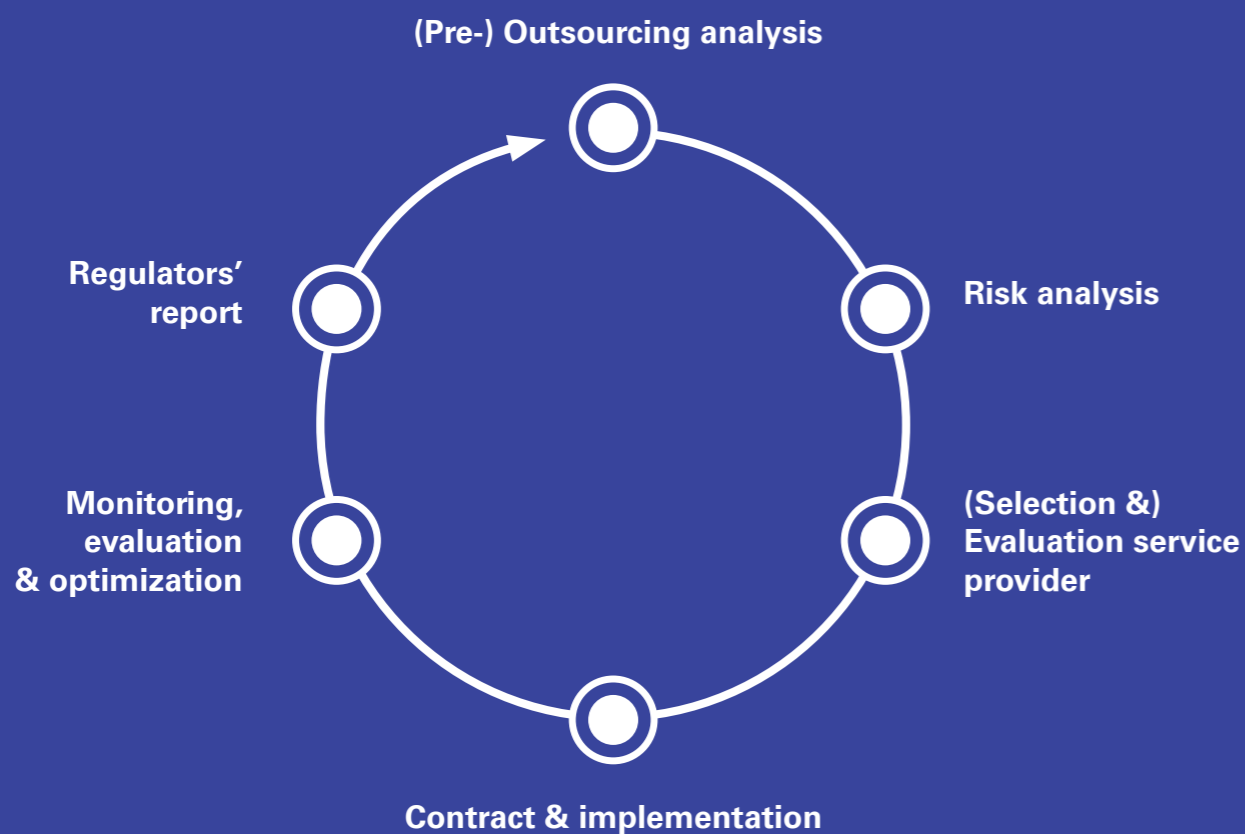 (Pre-) Outsourcing analysis
Risk analysis
(Selection &)
Evaluation service
provider
Contract & implementation
Monitoring,
evaluation
& optimization
Regulators’
report